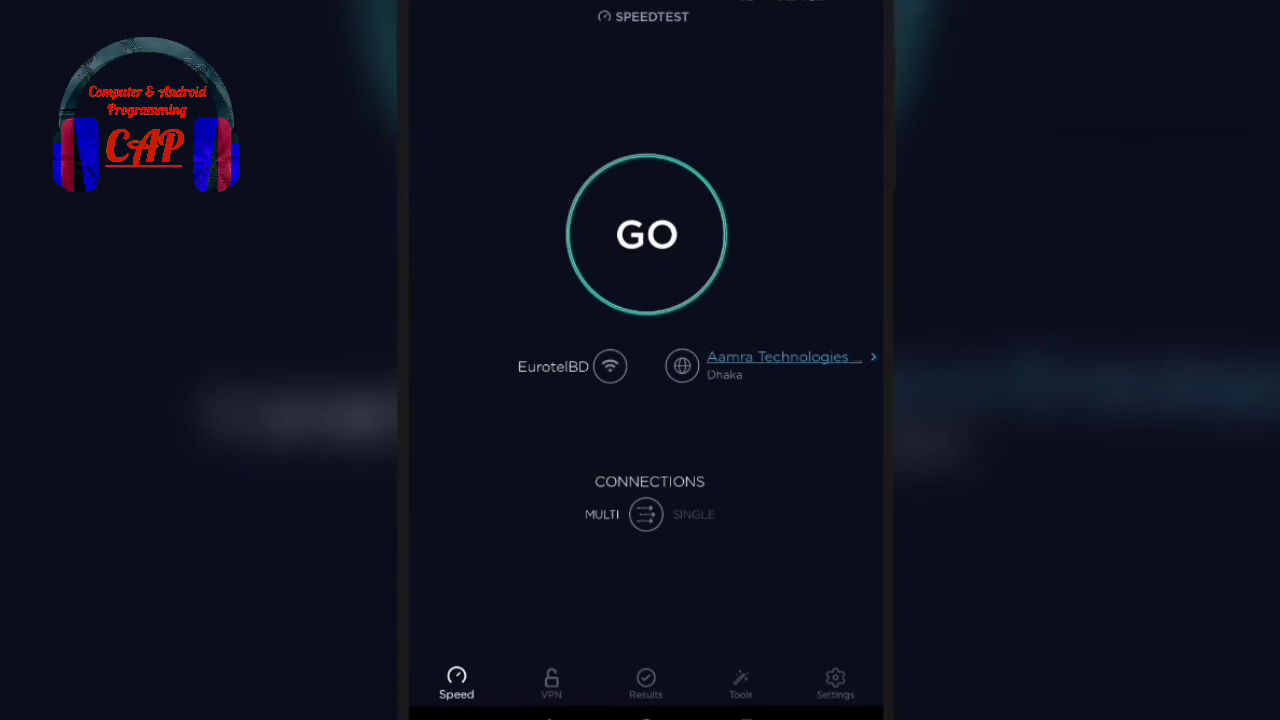 SPEEDTEST
Computer & Android
Programming
CAP
GO
EurotelBD
Aamra Technologies ...
Dhaka
CONNECTIONS
MULTI
SINGLE
Speed
VPN
Results
Tools
Settings